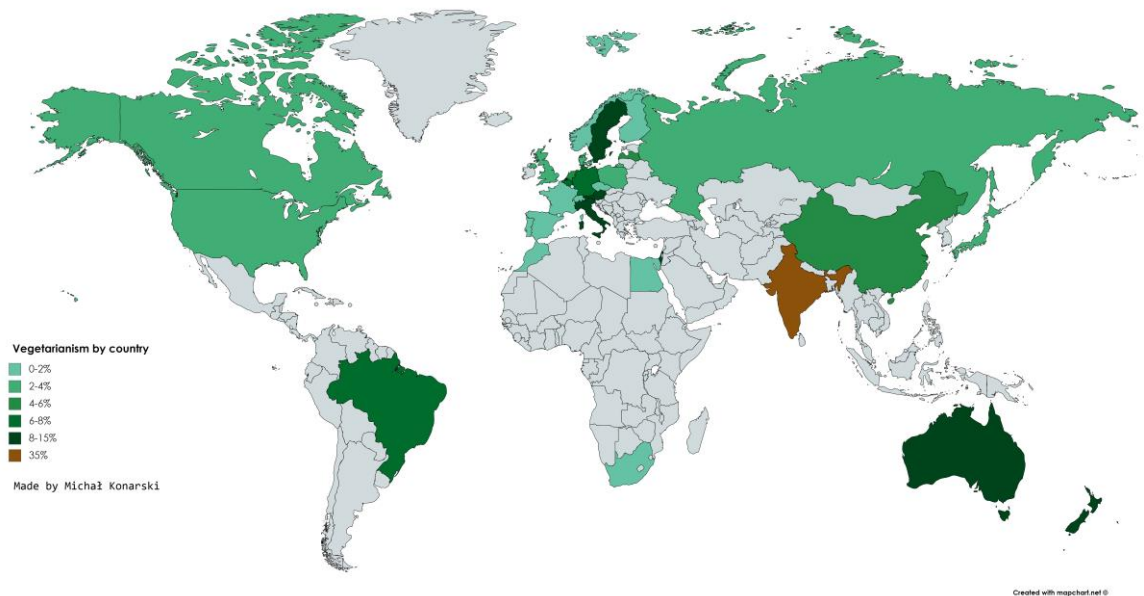 Vegetarianism by country
0-2%
2-4%
4-6%
6-8%
8-15%
35%
Made by Michał Konarski
Created with mapchart.net ©